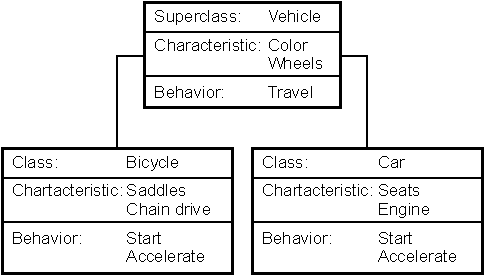 Superclass: Vehicle
Characteristic: Color
Wheels
Behavior: Travel
Class: Bicycle
Chartacteristic: Saddles
Chain drive
Behavior: Start
Accelerate
Class: Car
Chartacteristic: Seats
Engine
Behavior: Start
Accelerate